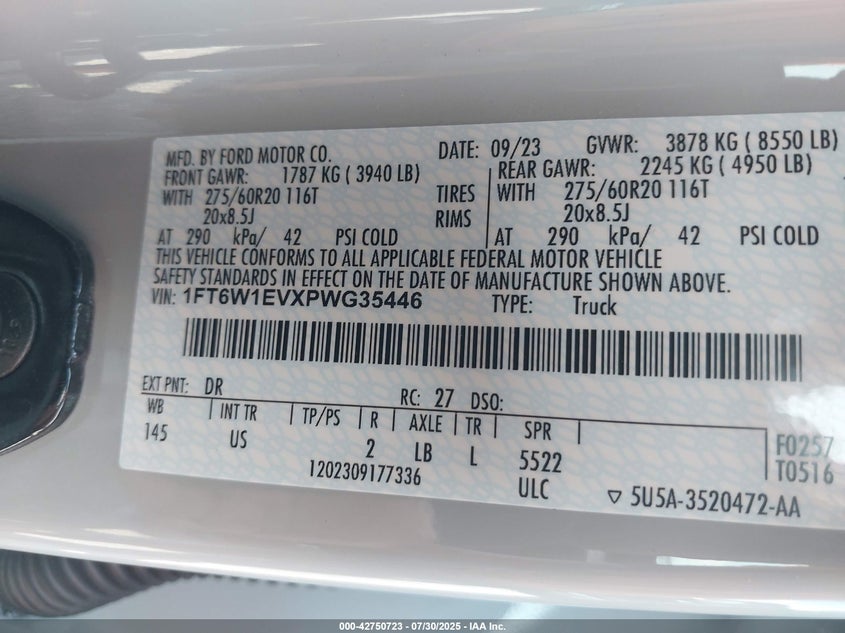 MFD. BY FORD MOTOR CO.
DATE: 09/23
GVWR: 3878 KG ( 8550 LB)
FRONT GAWR: 1787 KG ( 3940 LB)
REAR GAWR: 2245 KG ( 4950 LB)
WITH 275/60R20 116T TIRES WITH 275/60R20 116T
20x8.5J RIMS 20x8.5J
AT 290 kPa/ 42 PSI COLD AT 290 kPa/ 42 PSI COLD
THIS VEHICLE CONFORMS TO ALL APPLICABLE FEDERAL MOTOR VEHICLE
SAFETY STANDARDS IN EFFECT ON THE DATE OF MANUFACTURE SHOWN ABOVE.
VIN: 1FT6W1EVXPWG35446 TYPE: Truck
EXT PNT: DR RC: 27 DSO:
WB | INT TR | TP/PS | R | AXLE | TR | SPR
145 US 2 LB L 5522
F0257
T0516
1202309177336 ULC
▽ 5U5A-3520472-AA
000-42750723 - 07/30/2025 - IAA Inc.